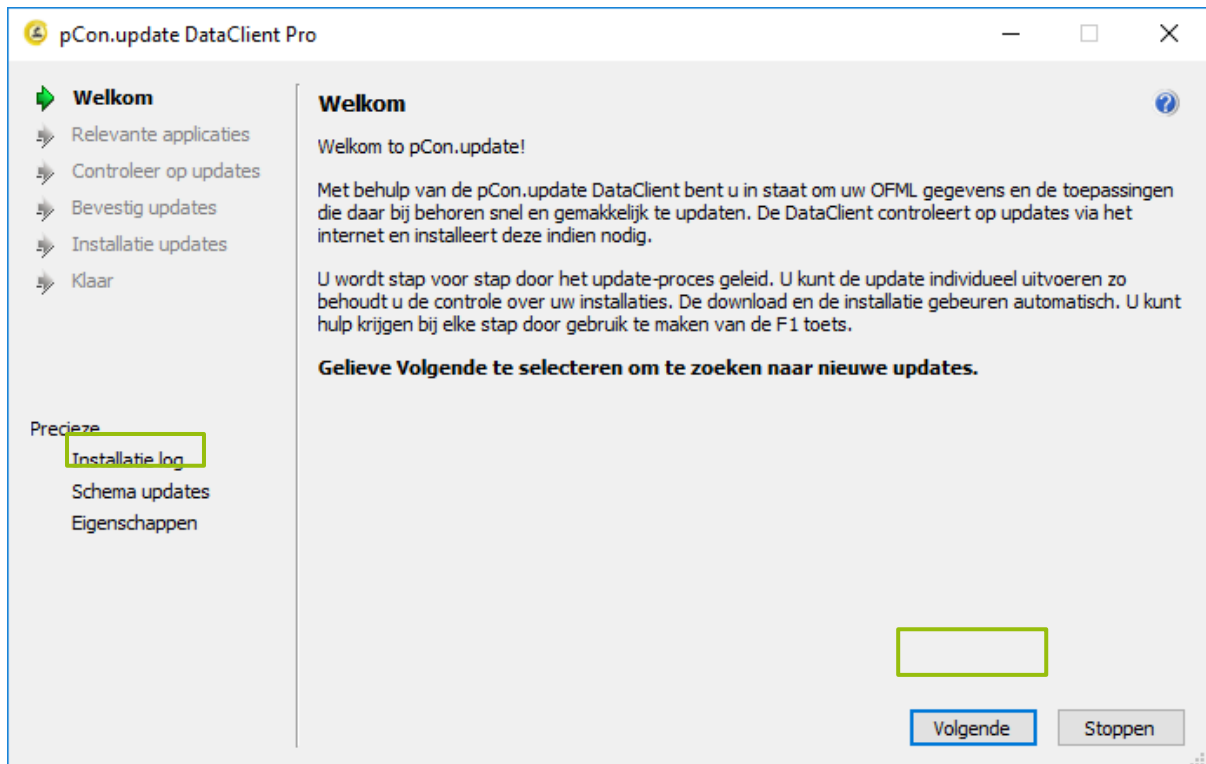 pCon.update DataClient Pro
Welkom
Relevante applicaties
Controleer op updates
Bevestig updates
Installatie updates
Klaar
Precieze
Installatie log
Schema updates
Eigenschappen
Welkom
Welkom to pCon.update!
Met behulp van de pCon.update DataClient bent u in staat om uw OFML gegevens en de toepassingen
die daar bij behoren snel en gemakkelijk te updaten. De DataClient controleert op updates via het
internet en installeert deze indien nodig.
U wordt stap voor stap door het update-proces geleid. U kunt de update individueel uitvoeren zo
behoudt u de controle over uw installaties. De download en de installatie gebeuren automatisch. U kunt
hulp krijgen bij elke stap door gebruik te maken van de F1 toets.
Gelieve Volgende te selecteren om te zoeken naar nieuwe updates.
Volgende
Stoppen